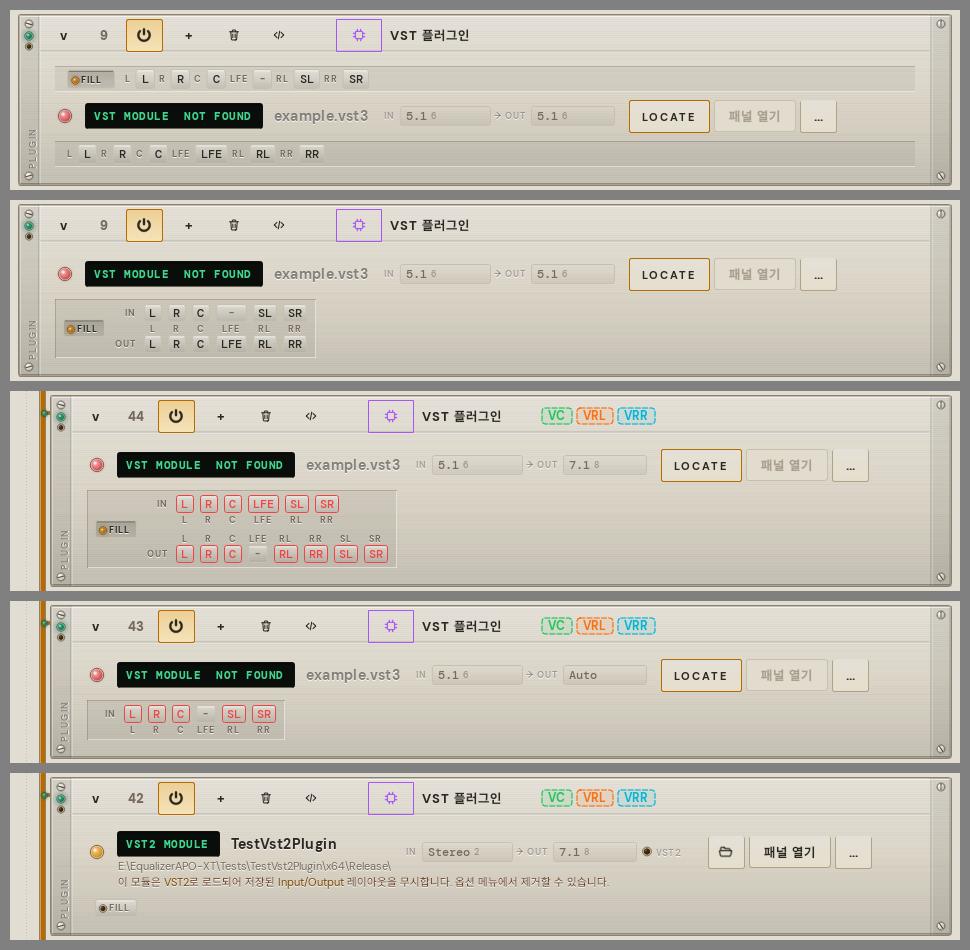 v 9 + </> VST 플러그인
FILL L L R R C C LFE - RL SL RR SR
VST MODULE NOT FOUND example.vst3 IN 5.1 6 → OUT 5.1 6 LOCATE 패널 열기 ...
L L R R C C LFE LFE RL RL RR RR
PLUGIN
v 9 + </> VST 플러그인
VST MODULE NOT FOUND example.vst3 IN 5.1 6 → OUT 5.1 6 LOCATE 패널 열기 ...
IN L R C - SL SR
FILL L R C LFE RL RR
OUT L R C LFE RL RR
PLUGIN
v 44 + </> VST 플러그인 VC VRL VRR
VST MODULE NOT FOUND example.vst3 IN 5.1 6 → OUT 7.1 8 LOCATE 패널 열기 ...
IN L R C LFE SL SR
L R C LFE RL RR
FILL
L R C LFE RL RR SL SR
OUT L R C - RL RR SL SR
PLUGIN
v 43 + </> VST 플러그인 VC VRL VRR
VST MODULE NOT FOUND example.vst3 IN 5.1 6 → OUT Auto LOCATE 패널 열기 ...
IN L R C - SL SR
L R C LFE RL RR
PLUGIN
v 42 + </> VST 플러그인 VC VRL VRR
VST2 MODULE TestVst2Plugin IN Stereo 2 → OUT 7.1 8 VST2 패널 열기 ...
E:\EqualizerAPO-XT\Tests\TestVst2Plugin\x64\Release\
이 모듈은 VST2로 로드되어 저장된 Input/Output 레이아웃을 무시합니다. 옵션 메뉴에서 제거할 수 있습니다.
FILL
PLUGIN